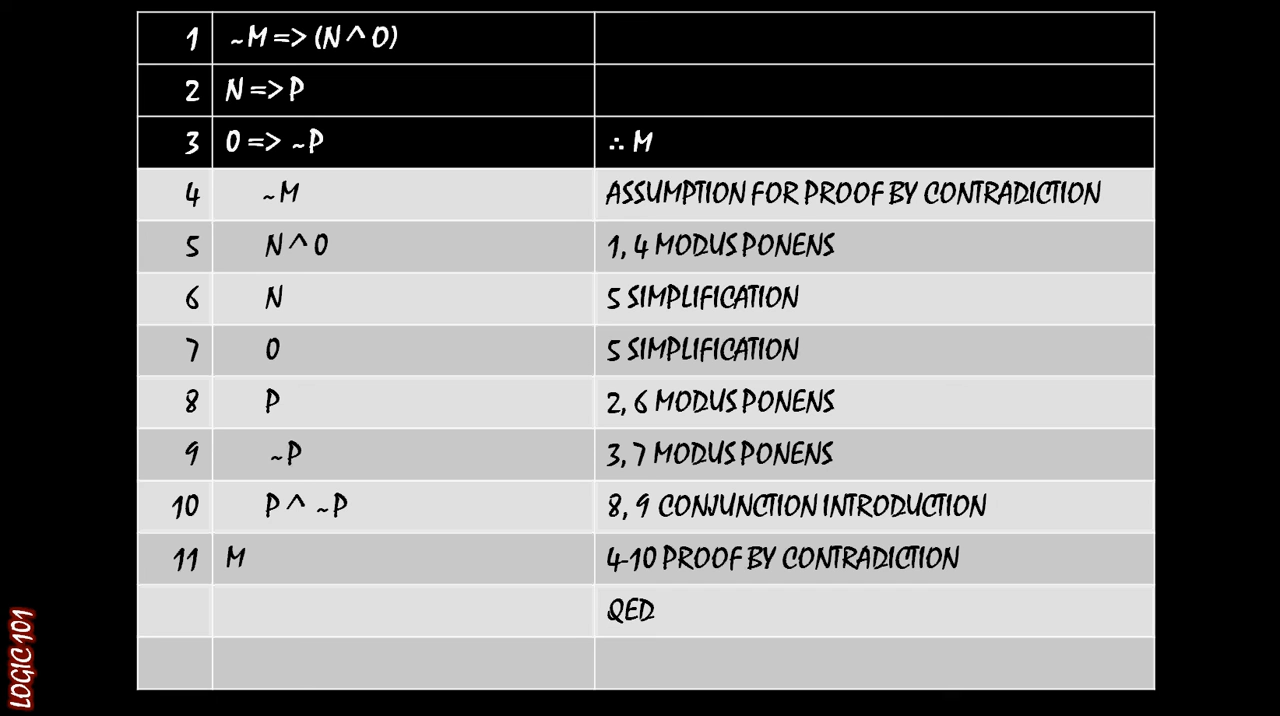 1 ~M => (N ^ O)
2 N => P
3 O => ~P ∴ M
4 ~M ASSUMPTION FOR PROOF BY CONTRADICTION
5 N ^ O 1, 4 MODUS PONENS
6 N 5 SIMPLIFICATION
7 O 5 SIMPLIFICATION
8 P 2, 6 MODUS PONENS
9 ~P 3, 7 MODUS PONENS
10 P ^ ~P 8, 9 CONJUNCTION INTRODUCTION
11 M 4-10 PROOF BY CONTRADICTION
QED
LOGIC 101